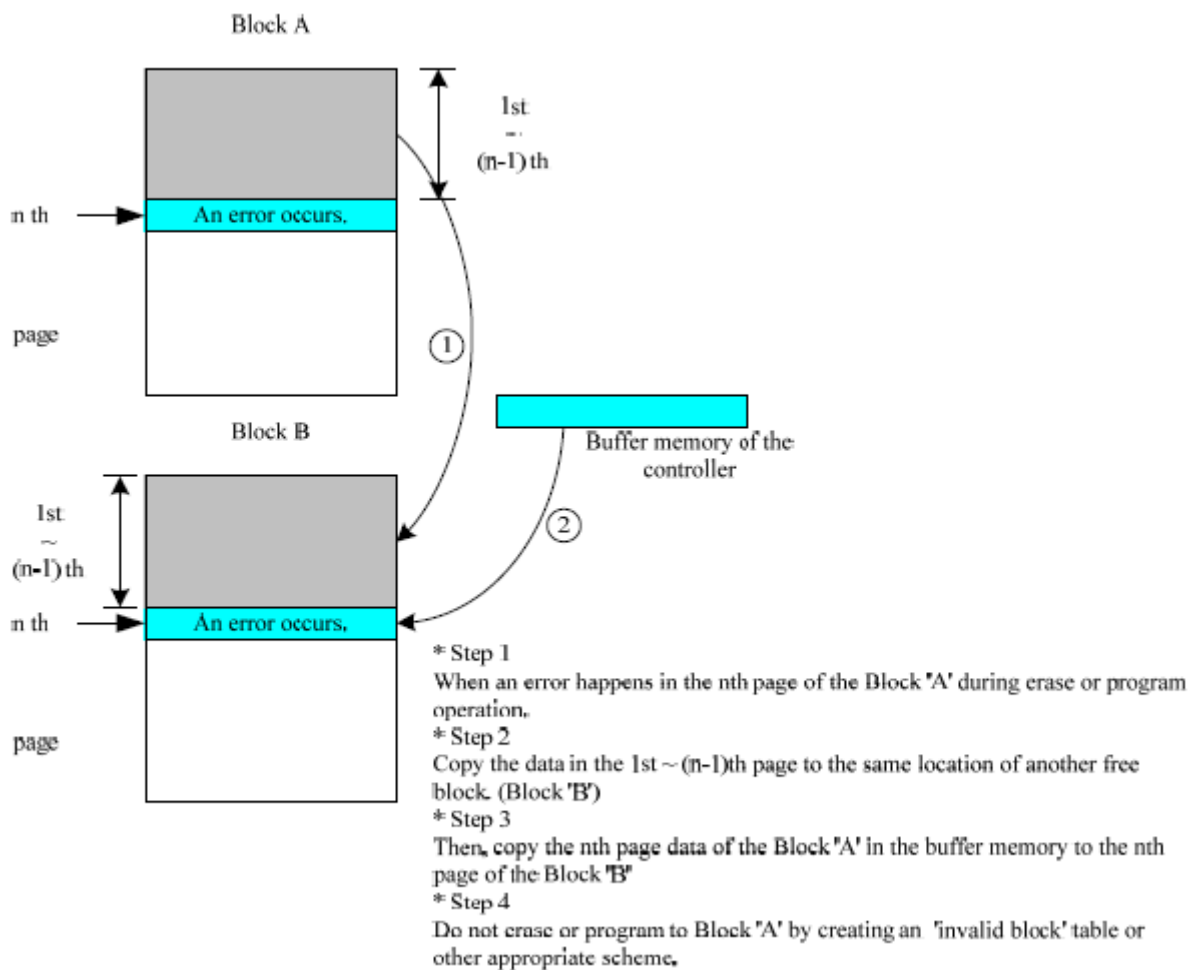 Block A
1st
~
(n-1) th
n th
An error occurs.
page
1
Block B
Buffer memory of the
controller
1st
~
(n-1) th
2
n th
An error occurs.
page
* Step 1
When an error happens in the nth page of the Block 'A' during erase or program
operation.
* Step 2
Copy the data in the 1st ~ (n-1)th page to the same location of another free
block. (Block 'B')
* Step 3
Then, copy the nth page data of the Block 'A' in the buffer memory to the nth
page of the Block 'B'
* Step 4
Do not erase or program to Block 'A' by creating an 'invalid block' table or
other appropriate scheme.